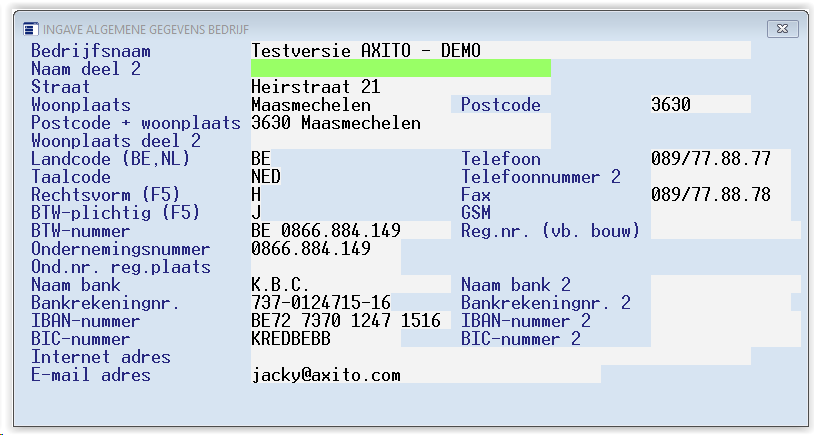 INGAVE ALGEMENE GEGEVENS BEDRIJF
Bedrijfsnaam Testversie AXITO - DEMO
Naam deel 2
Straat Heirstraat 21
Woonplaats Maasmechelen Postcode 3630
Postcode + woonplaats 3630 Maasmechelen
Woonplaats deel 2
Landcode (BE,NL) BE Telefoon 089/77.88.77
Taalcode NED Telefoonnummer 2
Rechtsvorm (F5) H Fax 089/77.88.78
BTW-plichtig (F5) J GSM
BTW-nummer BE 0866.884.149 Reg.nr. (vb. bouw)
Ondernemingsnummer 0866.884.149
Ond.nr. reg.plaats
Naam bank K.B.C. Naam bank 2
Bankrekeningnr. 737-0124715-16 Bankrekeningnr. 2
IBAN-nummer BE72 7370 1247 1516 IBAN-nummer 2
BIC-nummer KREDBEBB BIC-nummer 2
Internet adres
E-mail adres jacky@axito.com